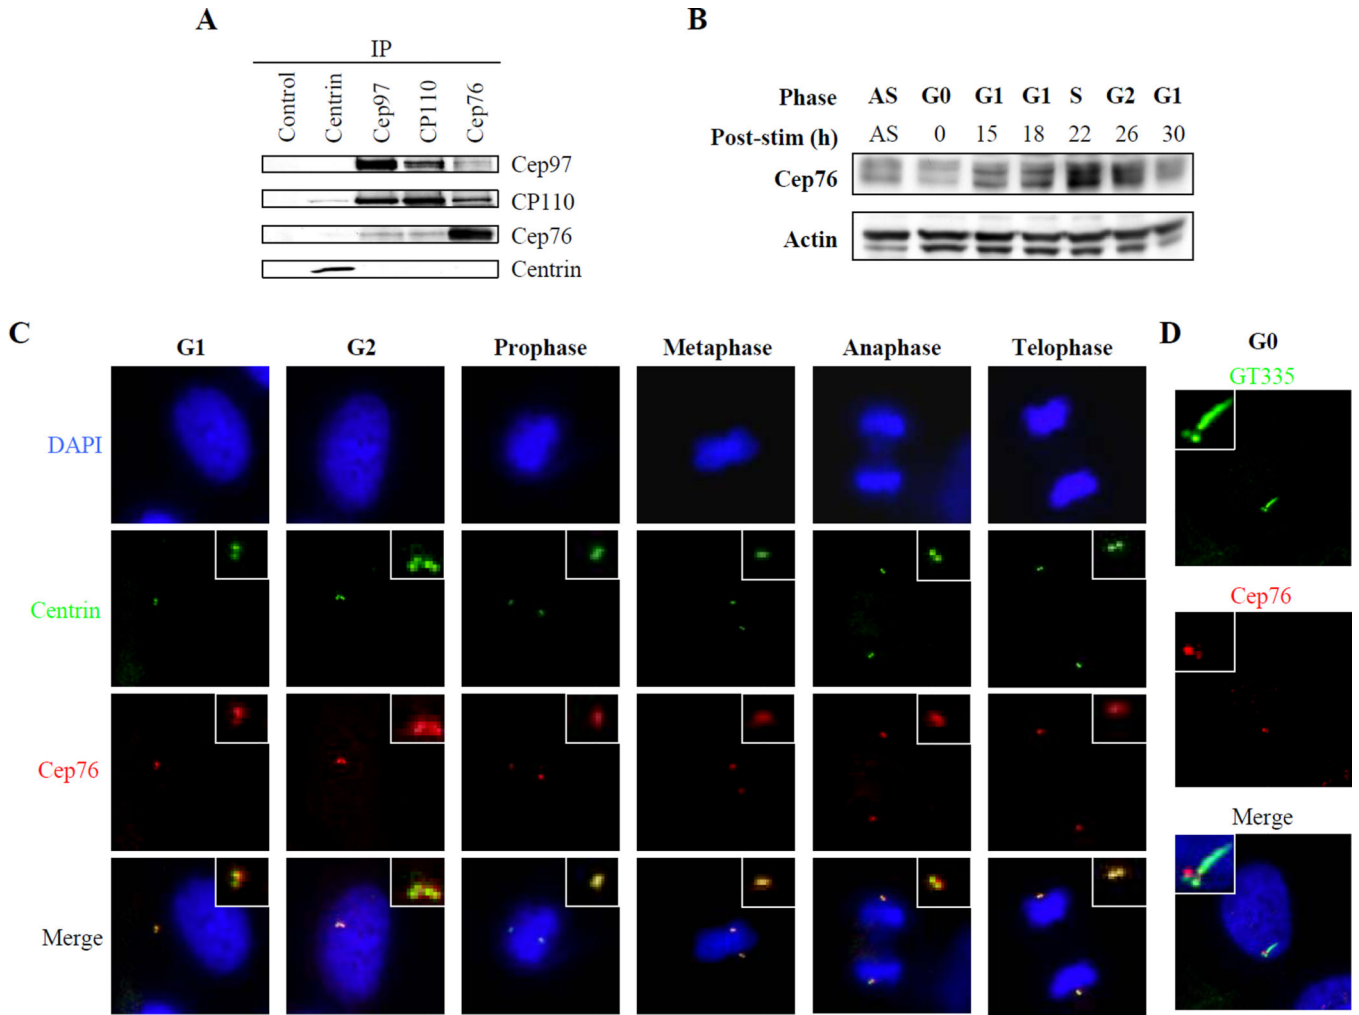 A
IP
Control
Centrin
Cep97
CP110
Cep76
Cep97
CP110
Cep76
Centrin
B
Phase AS G0 G1 G1 S G2 G1
Post-stim (h) AS 0 15 18 22 26 30
Cep76
Actin
C
G1 G2 Prophase Metaphase Anaphase Telophase
DAPI
Centrin
Cep76
Merge
D
G0
GT335
Cep76
Merge